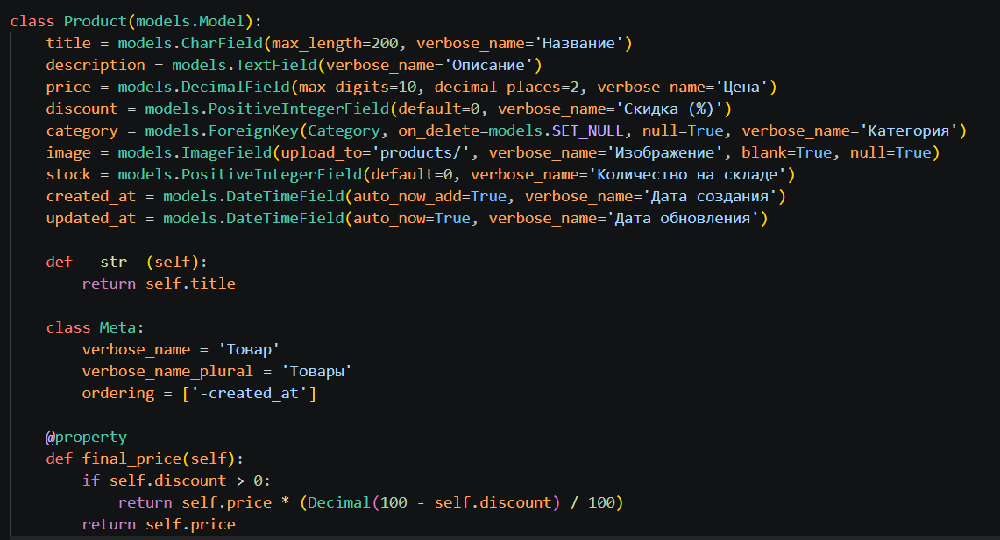 class Product(models.Model):
    title = models.CharField(max_length=200, verbose_name='Название')
    description = models.TextField(verbose_name='Описание')
    price = models.DecimalField(max_digits=10, decimal_places=2, verbose_name='Цена')
    discount = models.PositiveIntegerField(default=0, verbose_name='Скидка (%)')
    category = models.ForeignKey(Category, on_delete=models.SET_NULL, null=True, verbose_name='Категория')
    image = models.ImageField(upload_to='products/', verbose_name='Изображение', blank=True, null=True)
    stock = models.PositiveIntegerField(default=0, verbose_name='Количество на складе')
    created_at = models.DateTimeField(auto_now_add=True, verbose_name='Дата создания')
    updated_at = models.DateTimeField(auto_now=True, verbose_name='Дата обновления')

    def __str__(self):
        return self.title

    class Meta:
        verbose_name = 'Товар'
        verbose_name_plural = 'Товары'
        ordering = ['-created_at']

    @property
    def final_price(self):
        if self.discount > 0:
            return self.price * (Decimal(100 - self.discount) / 100)
        return self.price